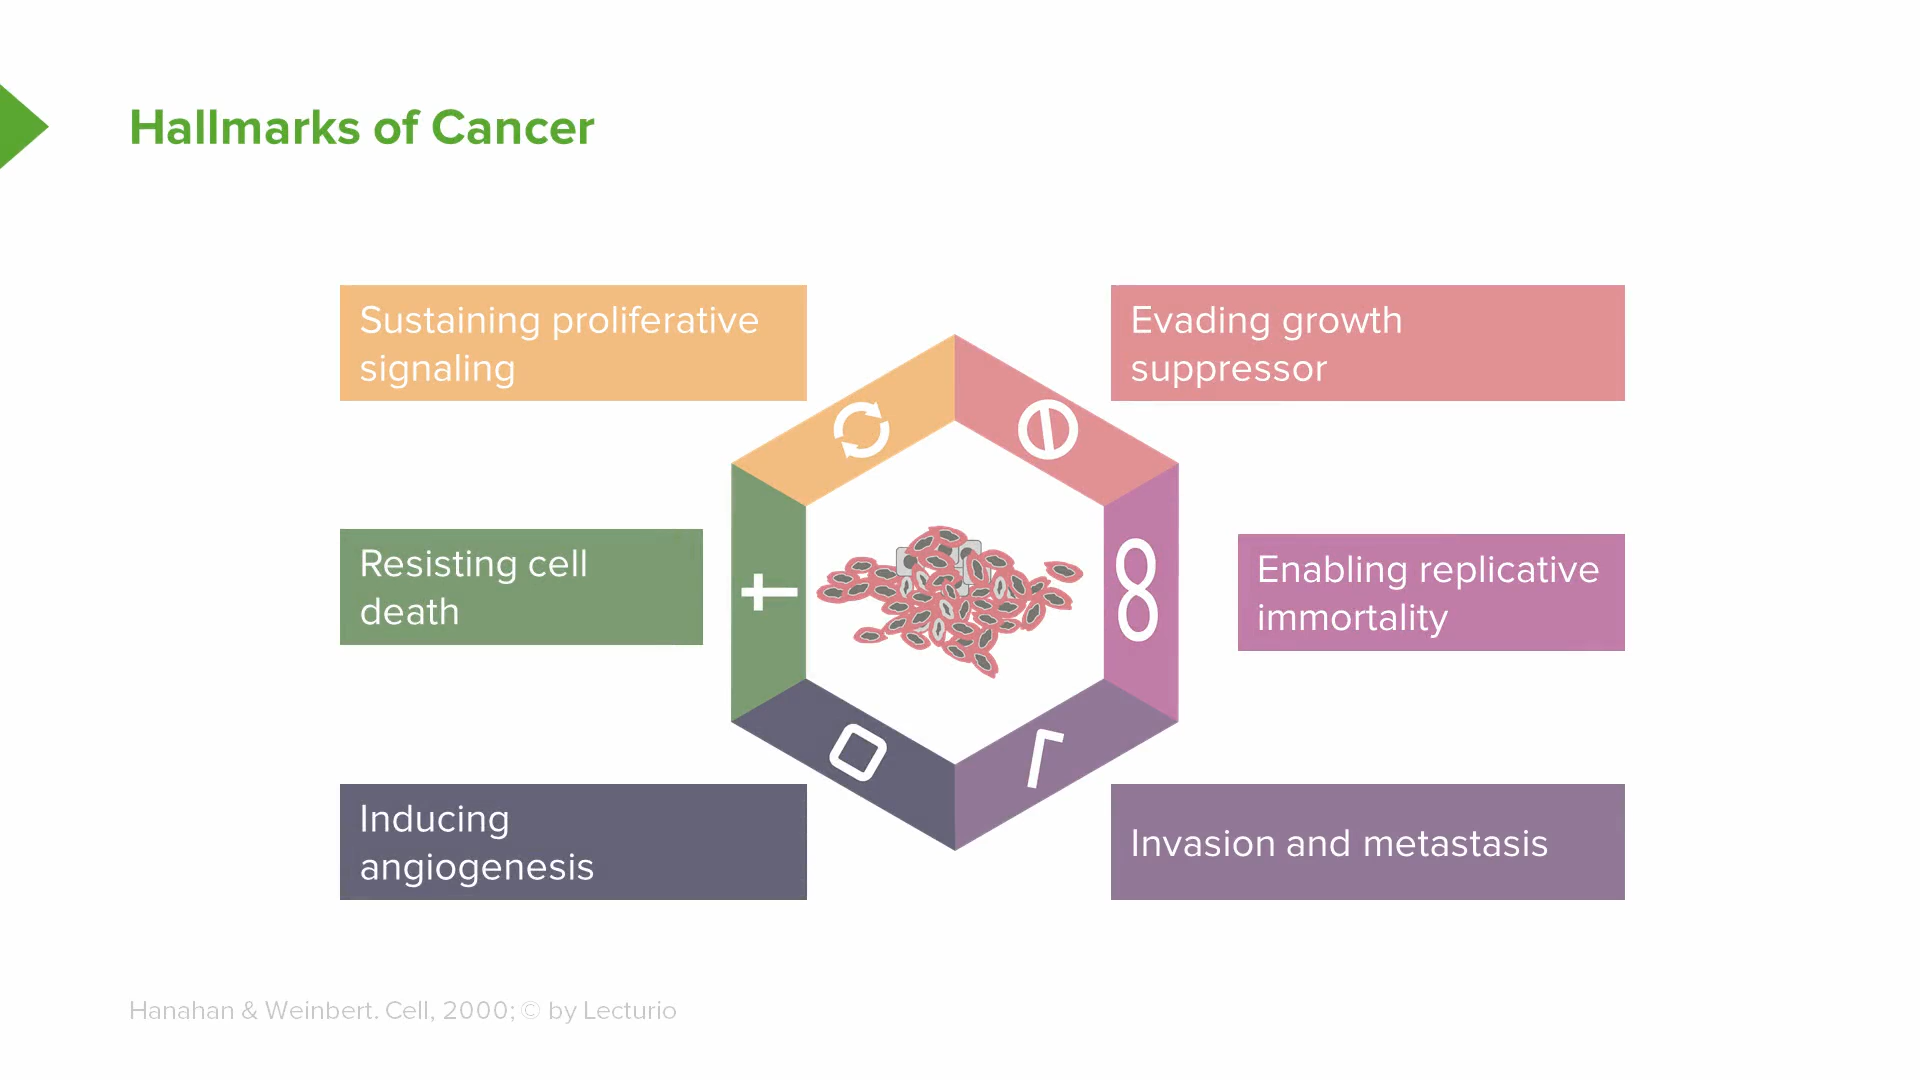 Hallmarks of Cancer
Sustaining proliferative
signaling
Evading growth
suppressor
Resisting cell
death
Enabling replicative
immortality
Inducing
angiogenesis
Invasion and metastasis
Hanahan & Weinbert. Cell, 2000; © by Lecturio